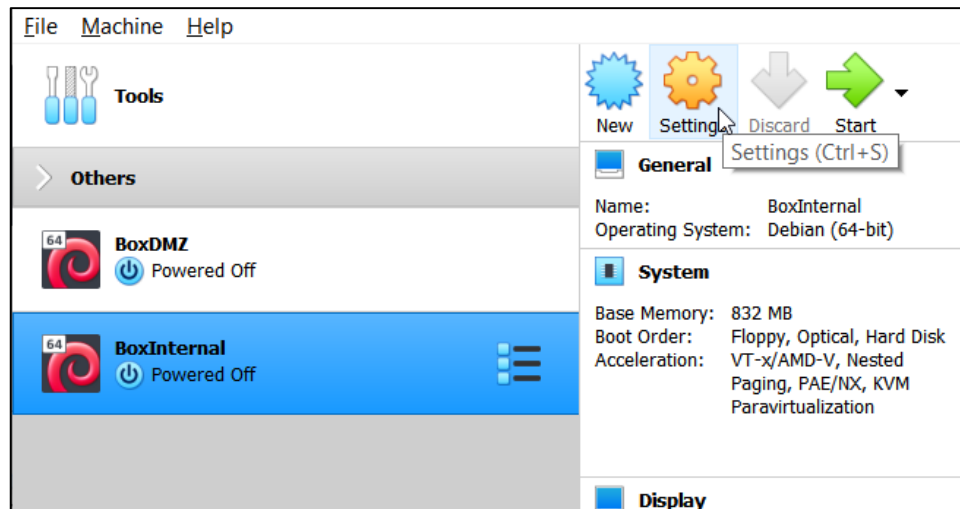 File Machine Help
Tools
New Settings Discard Start
Settings (Ctrl+S)
Others
64
BoxDMZ
Powered Off
64
BoxInternal
Powered Off
General
Name: BoxInternal
Operating System: Debian (64-bit)
System
Base Memory: 832 MB
Boot Order: Floppy, Optical, Hard Disk
Acceleration: VT-x/AMD-V, Nested
Paging, PAE/NX, KVM
Paravirtualization
Display